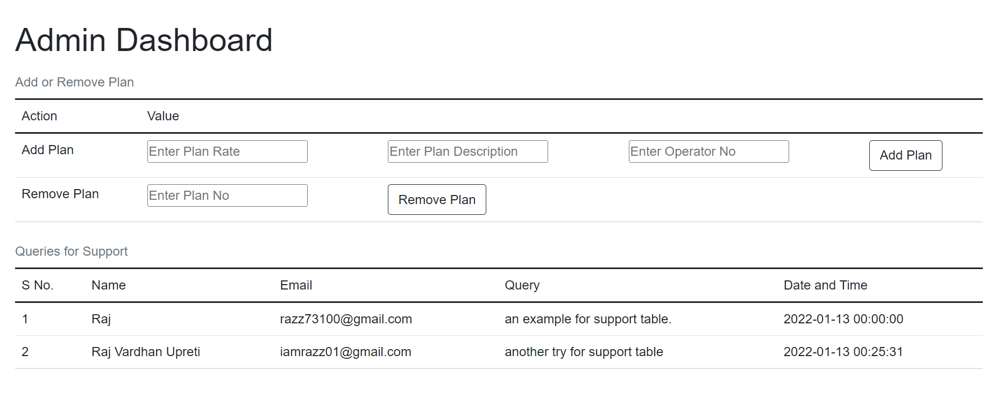 Admin Dashboard
Add or Remove Plan
Action Value
Add Plan Enter Plan Rate Enter Plan Description Enter Operator No Add Plan
Remove Plan Enter Plan No Remove Plan
Queries for Support
S No. Name Email Query Date and Time
1 Raj razz73100@gmail.com an example for support table. 2022-01-13 00:00:00
2 Raj Vardhan Upreti iamrazz01@gmail.com another try for support table 2022-01-13 00:25:31